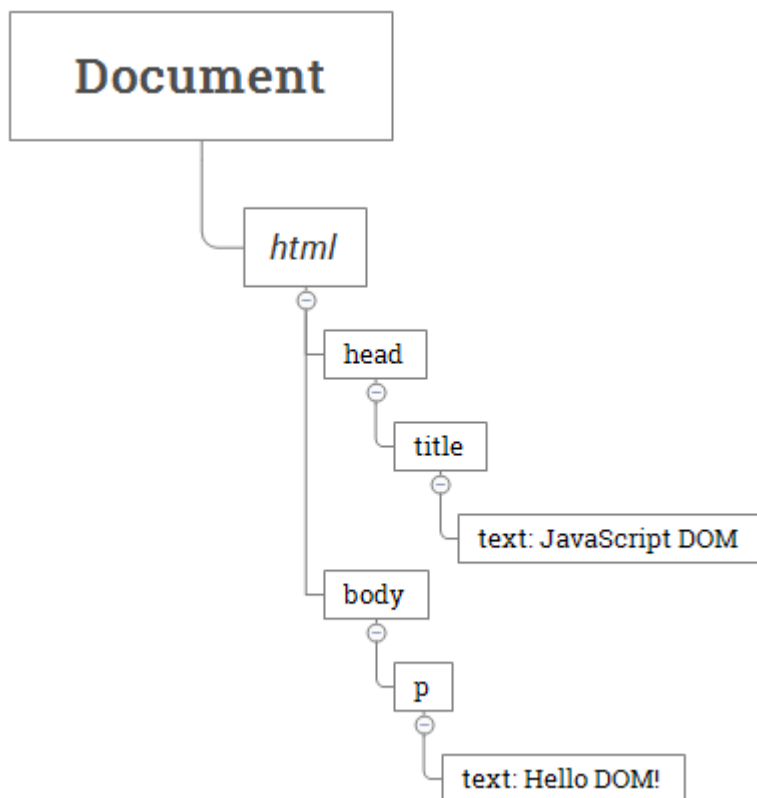 Document
html
head
title
text: JavaScript DOM
body
p
text: Hello DOM!